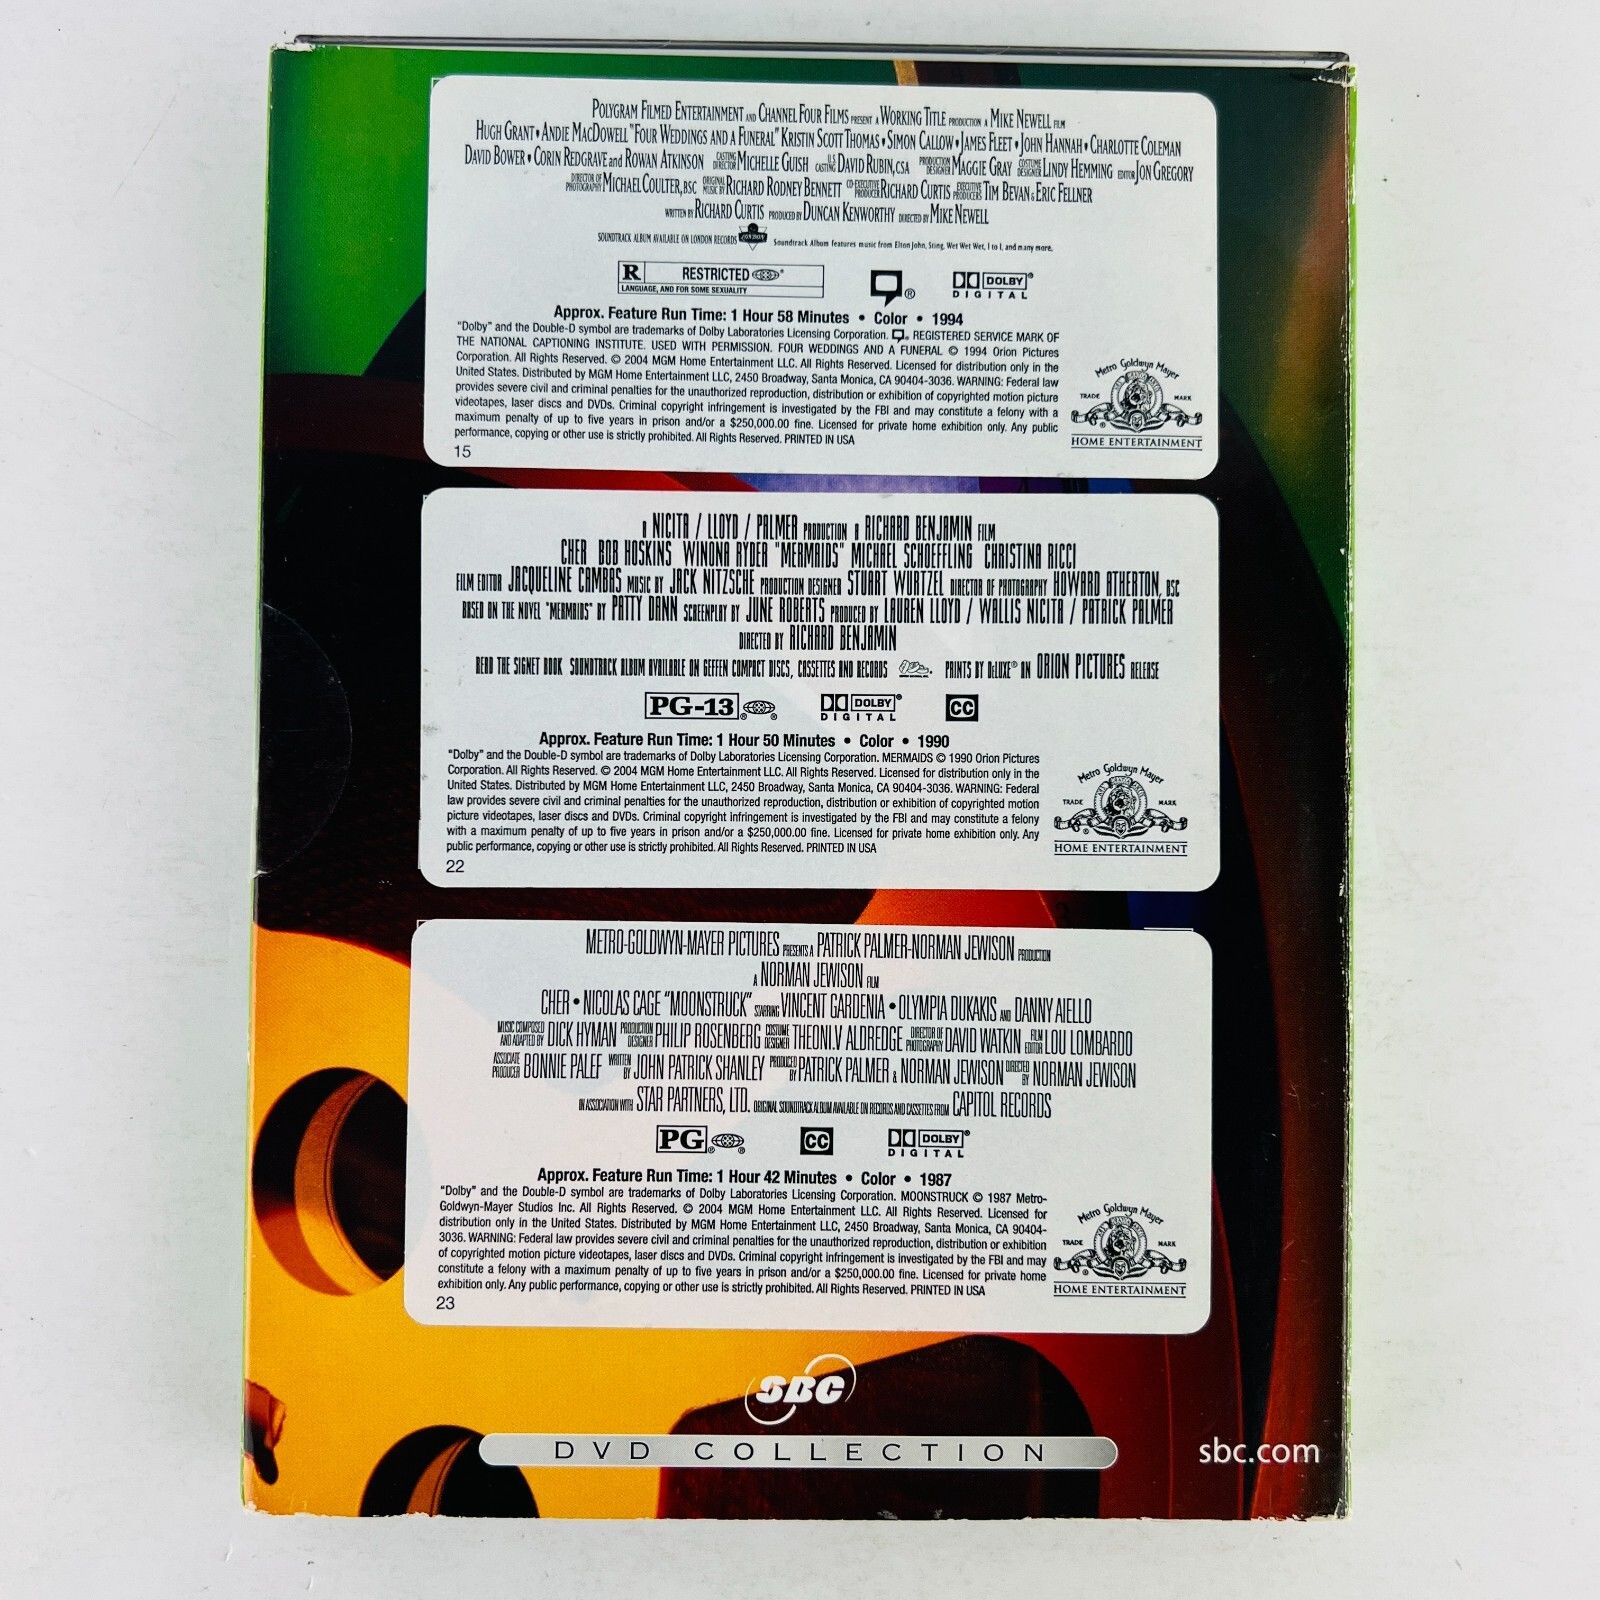 POLYGRAM FILMED ENTERTAINMENT AND CHANNEL FOUR FILMS PRESENT A WORKING TITLE PRODUCTION A MIKE NEWELL FILM
HUGH GRANT • ANDIE MACDOWELL "FOUR WEDDINGS AND A FUNERAL" KRISTIN SCOTT THOMAS • SIMON CALLOW • JAMES FLEET • JOHN HANNAH • CHARLOTTE COLEMAN
DAVID BOWER • CORIN REDGRAVE and ROWAN ATKINSON CASTING DIRECTOR MICHELLE GUISH U.S. CASTING DAVID RUBIN, CSA PRODUCTION DESIGNER MAGGIE GRAY COSTUME DESIGNER LINDY HEMMING EDITOR JON GREGORY
DIRECTOR OF PHOTOGRAPHY MICHAEL COULTER, BSC ORIGINAL MUSIC BY RICHARD RODNEY BENNETT CO-EXECUTIVE PRODUCER RICHARD CURTIS EXECUTIVE PRODUCERS TIM BEVAN & ERIC FELLNER
WRITTEN BY RICHARD CURTIS PRODUCED BY DUNCAN KENWORTHY DIRECTED BY MIKE NEWELL
SOUNDTRACK ALBUM AVAILABLE ON LONDON RECORDS LONDON Soundtrack Album features music from Elton John, Sting, Wet Wet Wet, 1 to 1, and many more.
R RESTRICTED ® ® DOLBY®
LANGUAGE, AND FOR SOME SEXUALITY DIGITAL
Approx. Feature Run Time: 1 Hour 58 Minutes • Color • 1994
"Dolby" and the Double-D symbol are trademarks of Dolby Laboratories Licensing Corporation. ® REGISTERED SERVICE MARK OF
THE NATIONAL CAPTIONING INSTITUTE. USED WITH PERMISSION. FOUR WEDDINGS AND A FUNERAL © 1994 Orion Pictures
Corporation. All Rights Reserved. © 2004 MGM Home Entertainment LLC. All Rights Reserved. Licensed for distribution only in the
United States. Distributed by MGM Home Entertainment LLC, 2450 Broadway, Santa Monica, CA 90404-3036. WARNING: Federal law
provides severe civil and criminal penalties for the unauthorized reproduction, distribution or exhibition of copyrighted motion picture
videotapes, laser discs and DVDs. Criminal copyright infringement is investigated by the FBI and may constitute a felony with a
maximum penalty of up to five years in prison and/or a $250,000.00 fine. Licensed for private home exhibition only. Any public
performance, copying or other use is strictly prohibited. All Rights Reserved. PRINTED IN USA
15
Metro Goldwyn Mayer
TRADE MARK
®
HOME ENTERTAINMENT
A NICITA / LLOYD / PALMER PRODUCTION A RICHARD BENJAMIN FILM
CHER BOB HOSKINS WINONA RYDER "MERMAIDS" MICHAEL SCHOEFFLING CHRISTINA RICCI
FILM EDITOR JACQUELINE CAMBAS MUSIC BY JACK NITZSCHE PRODUCTION DESIGNER STUART WURTZEL DIRECTOR OF PHOTOGRAPHY HOWARD ATHERTON, BSC
BASED ON THE NOVEL "MERMAIDS" BY PATTY DANN SCREENPLAY BY JUNE ROBERTS PRODUCED BY LAUREN LLOYD / WALLIS NICITA / PATRICK PALMER
DIRECTED BY RICHARD BENJAMIN
READ THE SIGNET BOOK SOUNDTRACK ALBUM AVAILABLE ON GEFFEN COMPACT DISCS, CASSETTES AND RECORDS PRINTS BY DELUXE® AN ORION PICTURES RELEASE
PG-13 ® ® DOLBY® CC
DIGITAL
Approx. Feature Run Time: 1 Hour 50 Minutes • Color • 1990
"Dolby" and the Double-D symbol are trademarks of Dolby Laboratories Licensing Corporation. MERMAIDS © 1990 Orion Pictures
Corporation. All Rights Reserved. © 2004 MGM Home Entertainment LLC. All Rights Reserved. Licensed for distribution only in the
United States. Distributed by MGM Home Entertainment LLC, 2450 Broadway, Santa Monica, CA 90404-3036. WARNING: Federal
law provides severe civil and criminal penalties for the unauthorized reproduction, distribution or exhibition of copyrighted motion
picture videotapes, laser discs and DVDs. Criminal copyright infringement is investigated by the FBI and may constitute a felony
with a maximum penalty of up to five years in prison and/or a $250,000.00 fine. Licensed for private home exhibition only. Any
public performance, copying or other use is strictly prohibited. All Rights Reserved. PRINTED IN USA
22
Metro Goldwyn Mayer
TRADE MARK
®
HOME ENTERTAINMENT
METRO-GOLDWYN-MAYER PICTURES PRESENTS A PATRICK PALMER-NORMAN JEWISON PRODUCTION
A NORMAN JEWISON FILM
CHER • NICOLAS CAGE "MOONSTRUCK" STARRING VINCENT GARDENIA • OLYMPIA DUKAKIS AND DANNY AIELLO
MUSIC COMPOSED AND ADAPTED BY DICK HYMAN PRODUCTION DESIGNER PHILIP ROSENBERG COSTUME DESIGNER THEONI.V ALDREDGE DIRECTOR OF PHOTOGRAPHY DAVID WATKIN FILM EDITOR LOU LOMBARDO
ASSOCIATE PRODUCER BONNIE PALEF WRITTEN BY JOHN PATRICK SHANLEY PRODUCED BY PATRICK PALMER & NORMAN JEWISON DIRECTED BY NORMAN JEWISON
IN ASSOCIATION WITH STAR PARTNERS, LTD. ORIGINAL SOUNDTRACK ALBUM AVAILABLE ON RECORDS AND CASSETTES FROM CAPITOL RECORDS
PG ® ® CC DOLBY®
DIGITAL
Approx. Feature Run Time: 1 Hour 42 Minutes • Color • 1987
"Dolby" and the Double-D symbol are trademarks of Dolby Laboratories Licensing Corporation. MOONSTRUCK © 1987 Metro-
Goldwyn-Mayer Studios Inc. All Rights Reserved. © 2004 MGM Home Entertainment LLC. All Rights Reserved. Licensed for
distribution only in the United States. Distributed by MGM Home Entertainment LLC, 2450 Broadway, Santa Monica, CA 90404-
3036. WARNING: Federal law provides severe civil and criminal penalties for the unauthorized reproduction, distribution or exhibition
of copyrighted motion picture videotapes, laser discs and DVDs. Criminal copyright infringement is investigated by the FBI and may
constitute a felony with a maximum penalty of up to five years in prison and/or a $250,000.00 fine. Licensed for private home
exhibition only. Any public performance, copying or other use is strictly prohibited. All Rights Reserved. PRINTED IN USA
23
Metro Goldwyn Mayer
TRADE MARK
®
HOME ENTERTAINMENT
SBC
DVD COLLECTION
sbc.com